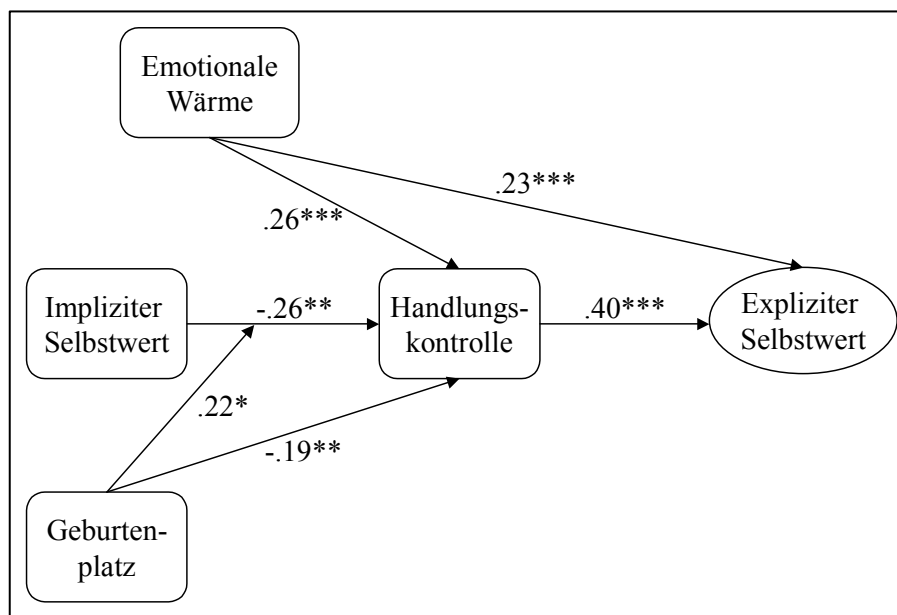 Emotionale
Wärme
.23***
.26***
Impliziter
Selbstwert
-.26**
Handlungs-
kontrolle
.40***
Expliziter
Selbstwert
.22*
-.19**
Geburten-
platz